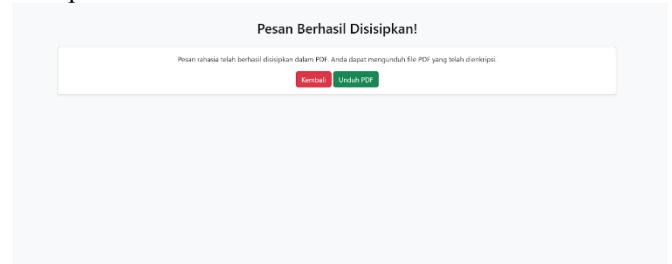 Pesan Berhasil Disisipkan!
Pesan rahasia telah berhasil disisipkan dalam PDF. Anda dapat mengunduh file PDF yang telah dienkripsi.
Kembali Unduh PDF